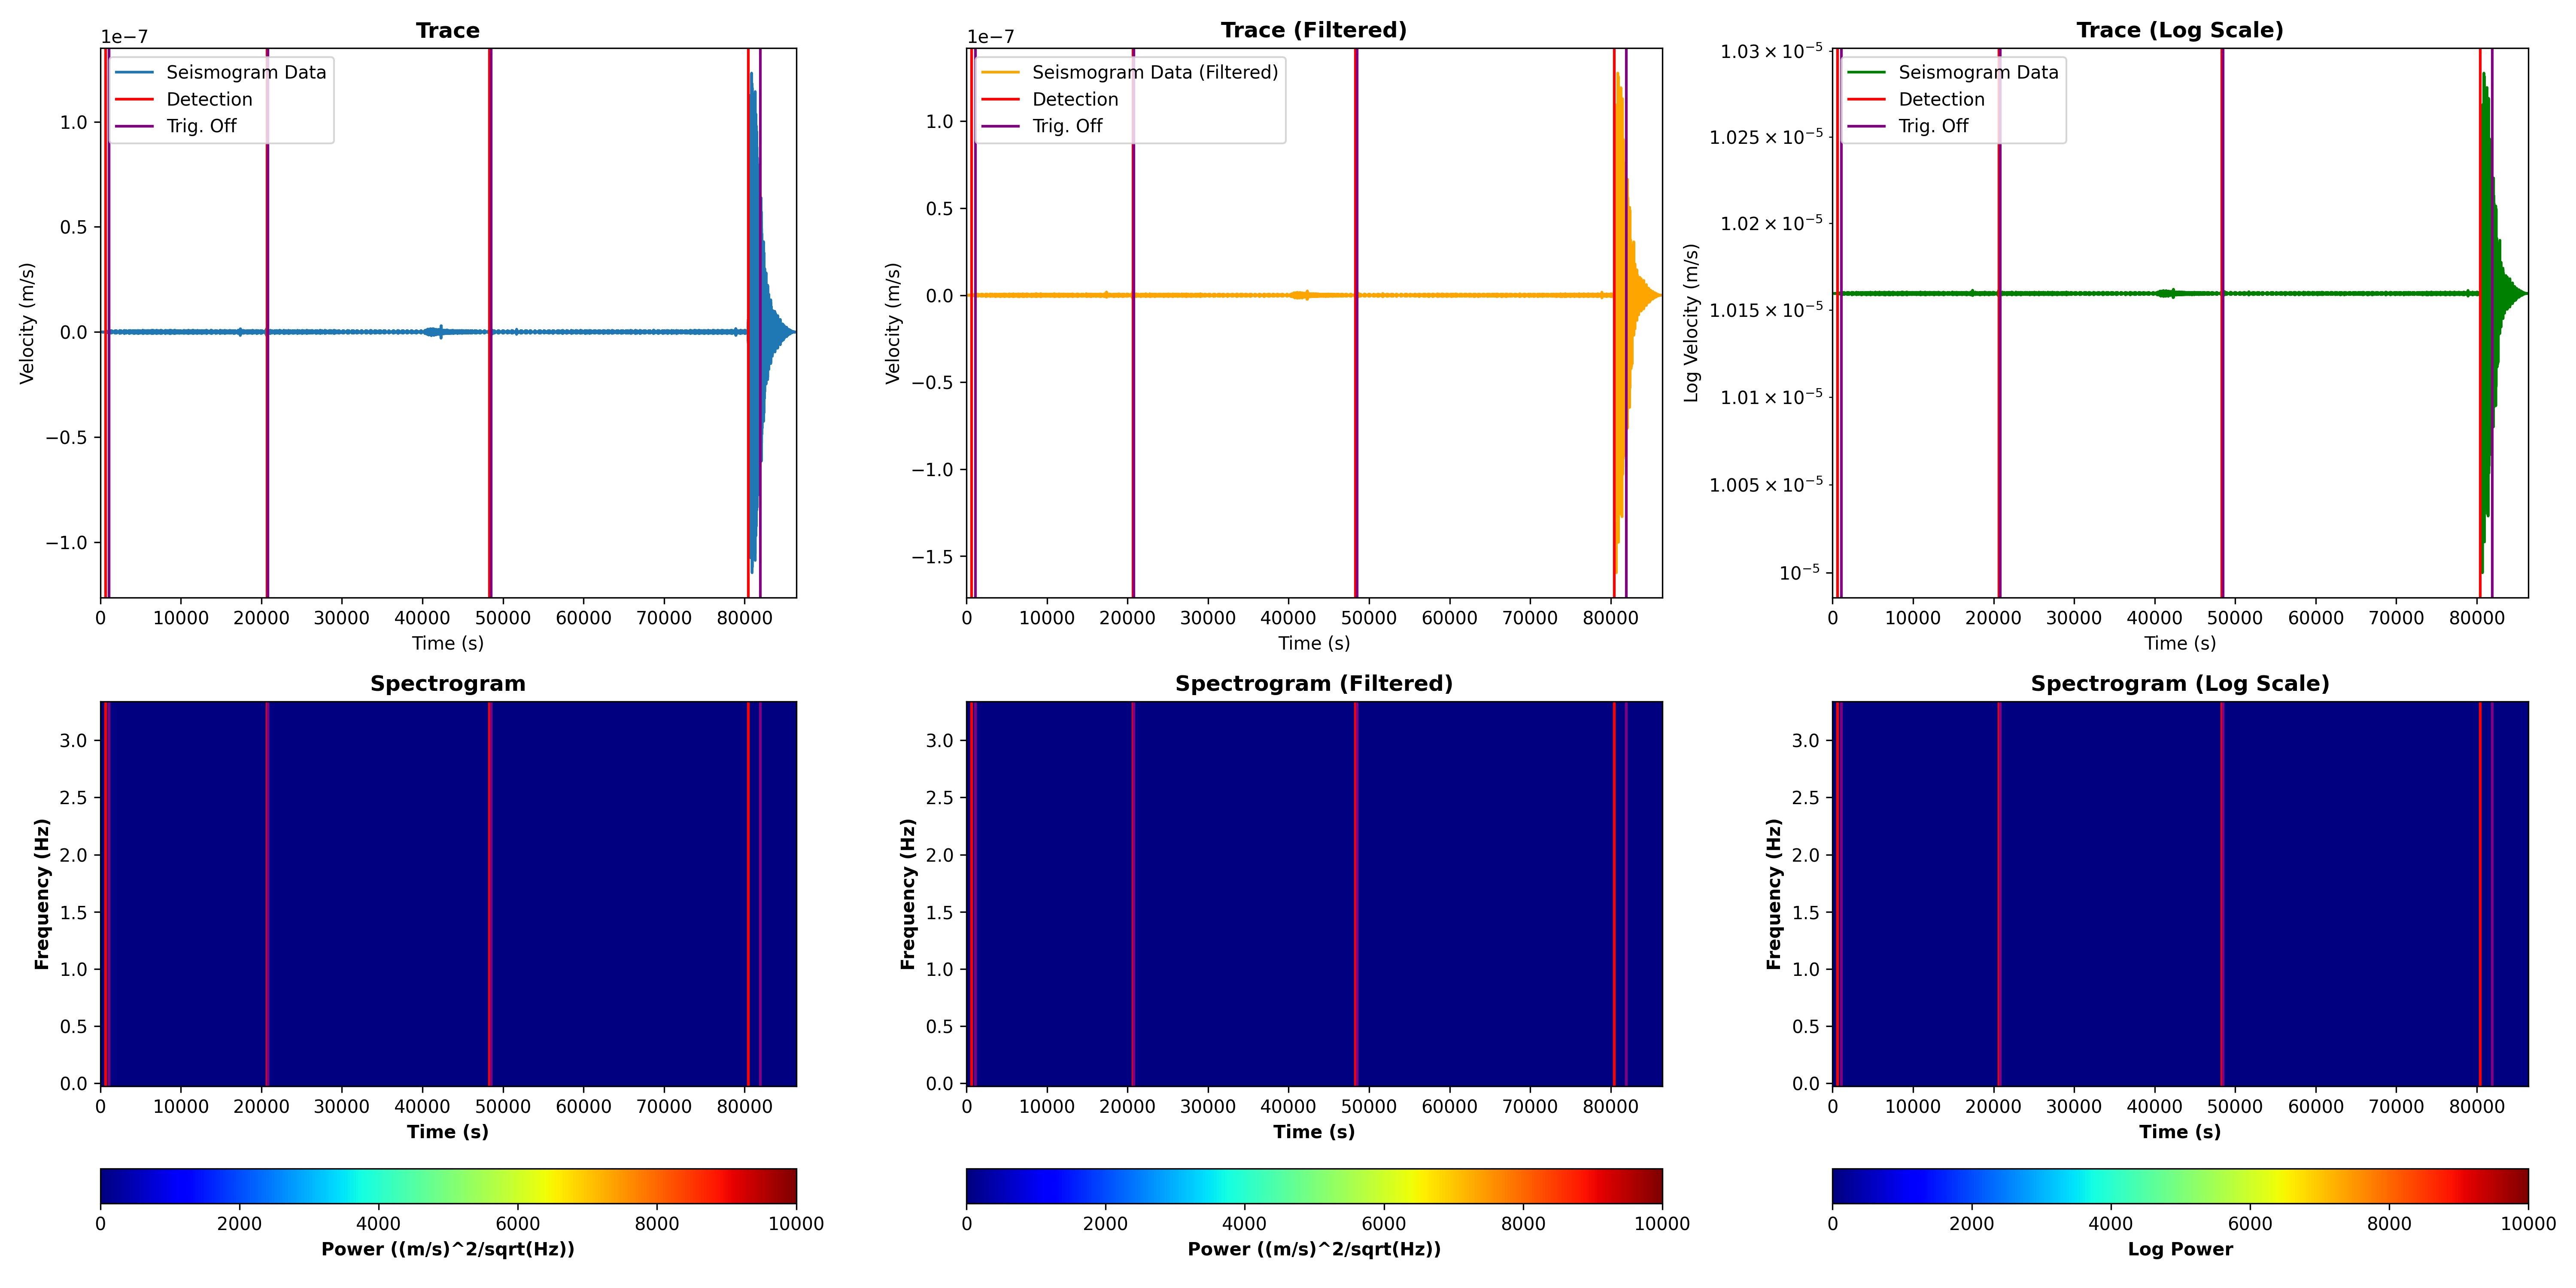 Trace
1e−7
Seismogram Data
Detection
Trig. Off
1.0
0.5
0.0
−0.5
−1.0
Velocity (m/s)
0 10000 20000 30000 40000 50000 60000 70000 80000
Time (s)
Trace (Filtered)
1e−7
Seismogram Data (Filtered)
Detection
Trig. Off
1.0
0.5
0.0
−0.5
−1.0
−1.5
Velocity (m/s)
0 10000 20000 30000 40000 50000 60000 70000 80000
Time (s)
Trace (Log Scale)
Seismogram Data
Detection
Trig. Off
1.03 × 10⁻⁵
1.025 × 10⁻⁵
1.02 × 10⁻⁵
1.015 × 10⁻⁵
1.01 × 10⁻⁵
1.005 × 10⁻⁵
10⁻⁵
Log Velocity (m/s)
0 10000 20000 30000 40000 50000 60000 70000 80000
Time (s)
Spectrogram
3.0
2.5
2.0
1.5
1.0
0.5
0.0
Frequency (Hz)
0 10000 20000 30000 40000 50000 60000 70000 80000
Time (s)
0 2000 4000 6000 8000 10000
Power ((m/s)^2/sqrt(Hz))
Spectrogram (Filtered)
3.0
2.5
2.0
1.5
1.0
0.5
0.0
Frequency (Hz)
0 10000 20000 30000 40000 50000 60000 70000 80000
Time (s)
0 2000 4000 6000 8000 10000
Power ((m/s)^2/sqrt(Hz))
Spectrogram (Log Scale)
3.0
2.5
2.0
1.5
1.0
0.5
0.0
Frequency (Hz)
0 10000 20000 30000 40000 50000 60000 70000 80000
Time (s)
0 2000 4000 6000 8000 10000
Log Power